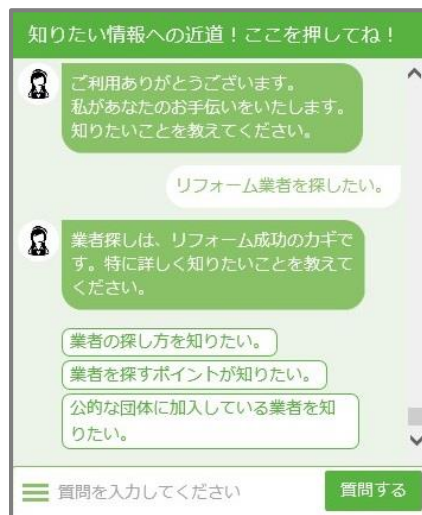 知りたい情報への近道！ここを押してね！
ご利用ありがとうございます。
私があなたのお手伝いをいたします。
知りたいことを教えてください。
リフォーム業者を探したい。
業者探しは、リフォーム成功のカギで
す。特に詳しく知りたいことを教えて
ください。
業者の探し方を知りたい。
業者を探すポイントが知りたい。
公的な団体に加入している業者を知
りたい。
質問を入力してください
質問する